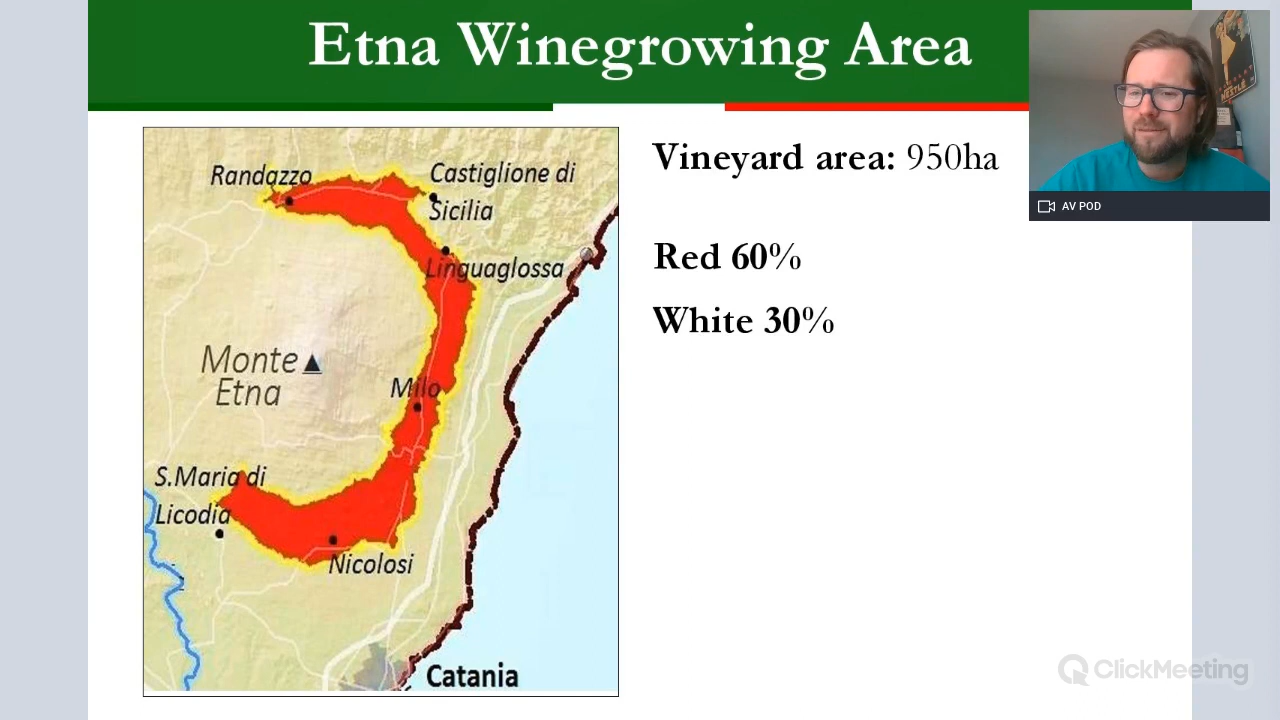 Etna Winegrowing Area
Randazzo
Castiglione di
Sicilia
Linguaglossa
Monte
Etna
Milo
S.Maria di
Licodia
Nicolosi
Catania
Vineyard area: 950ha
Red 60%
White 30%
NESTLÉ
AV POD
ClickMeeting